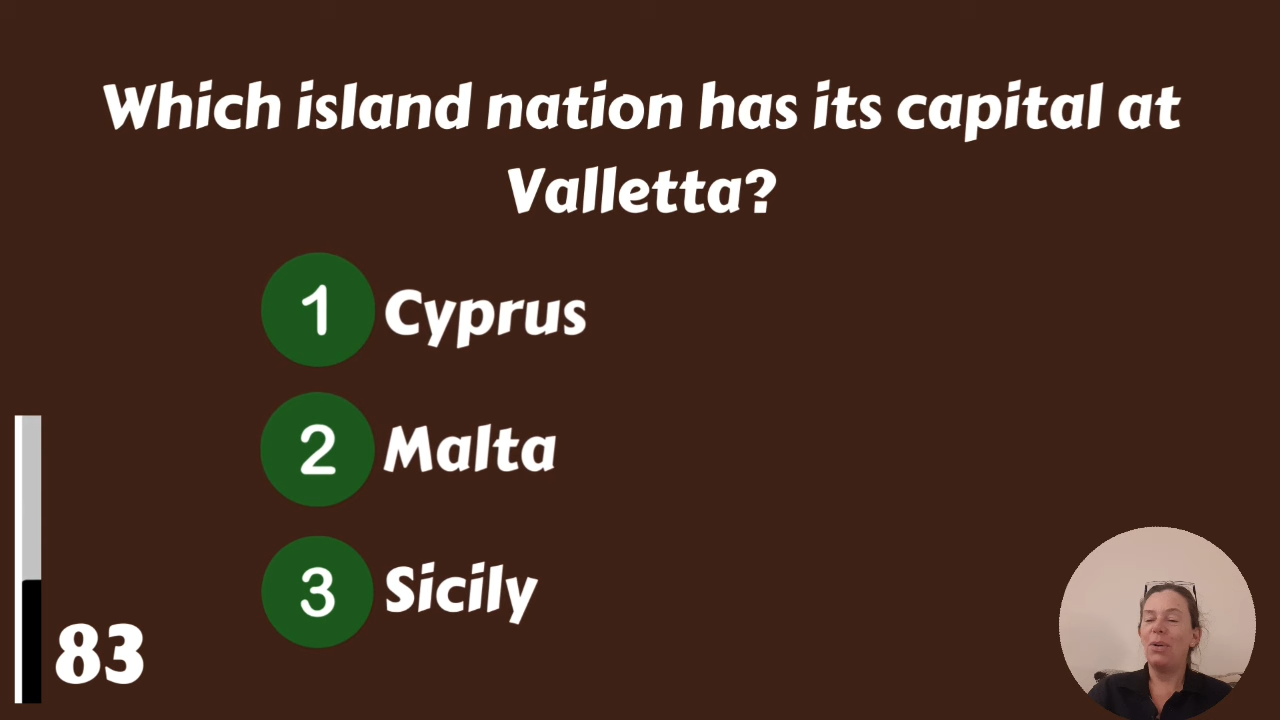 Which island nation has its capital at
Valletta?
1 Cyprus
2 Malta
3 Sicily
83